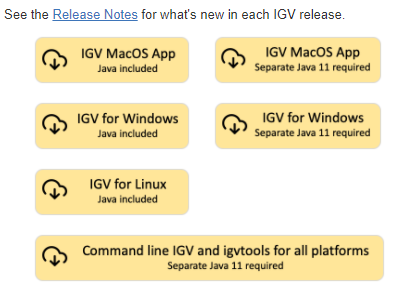 See the Release Notes for what's new in each IGV release.
IGV MacOS App
Java included
IGV MacOS App
Separate Java 11 required
IGV for Windows
Java included
IGV for Windows
Separate Java 11 required
IGV for Linux
Java included
Command line IGV and igvtools for all platforms
Separate Java 11 required